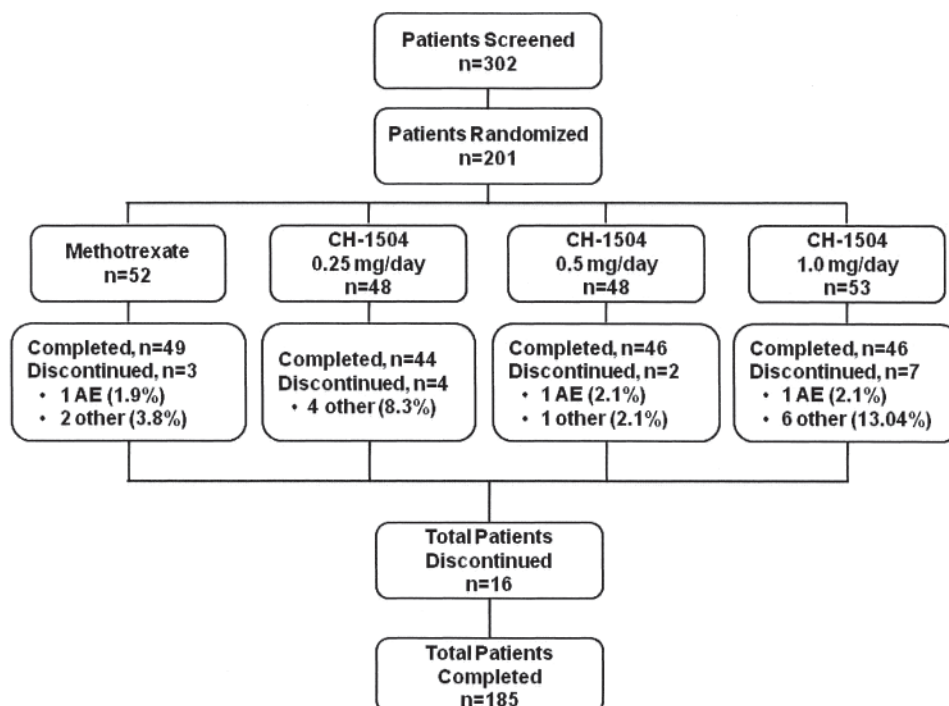 Patients Screened
n=302
Patients Randomized
n=201
Methotrexate
n=52
CH-1504
0.25 mg/day
n=48
CH-1504
0.5 mg/day
n=48
CH-1504
1.0 mg/day
n=53
Completed, n=49
Discontinued, n=3
• 1 AE (1.9%)
• 2 other (3.8%)
Completed, n=44
Discontinued, n=4
• 4 other (8.3%)
Completed, n=46
Discontinued, n=2
• 1 AE (2.1%)
• 1 other (2.1%)
Completed, n=46
Discontinued, n=7
• 1 AE (2.1%)
• 6 other (13.04%)
Total Patients
Discontinued
n=16
Total Patients
Completed
n=185